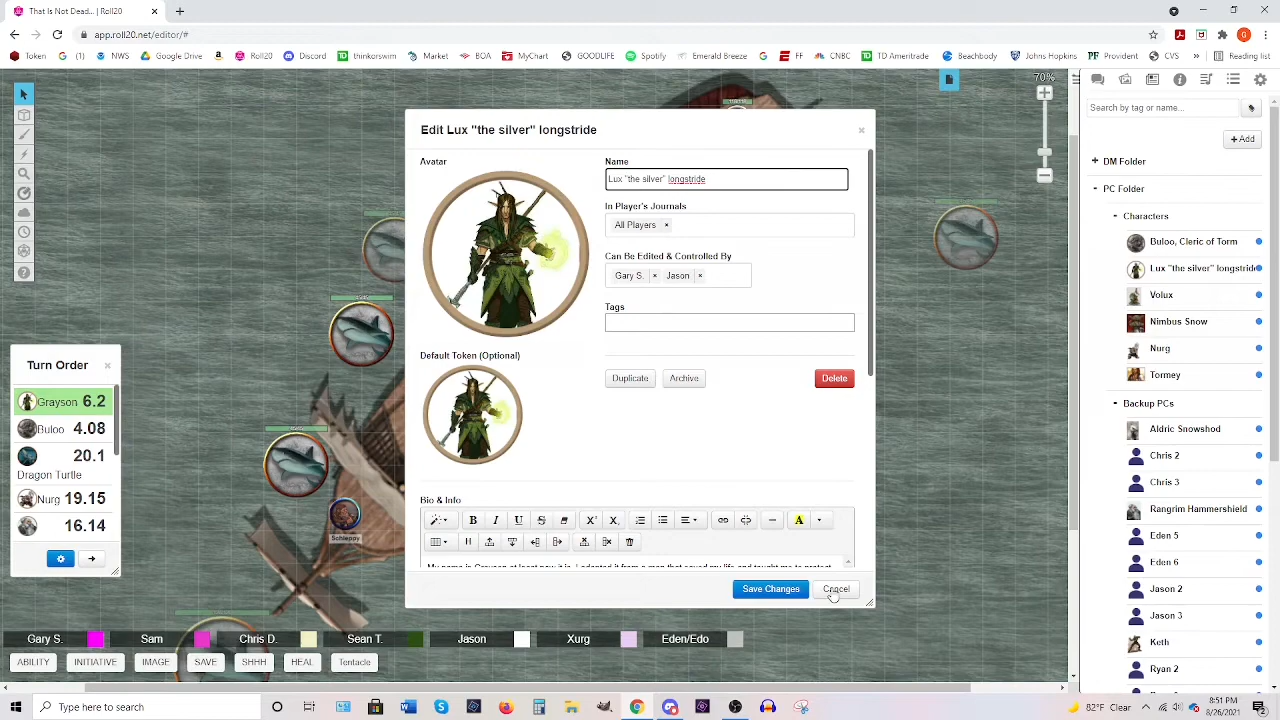 That is Not Dead... | Roll20
app.roll20.net/editor/#
Token
(1)
WNV
Google Drive
Roll20
Discord
thinkorswim
Market
BOA
MyChart
GOODLIFE
Spotify
Emerald Breeze
FF
CNBC
TD Ameritrade
Beachbody
Johns Hopkins
Provident
CVS
Reading list
70%
Search by tag or name...
+ Add
DM Folder
PC Folder
Characters
Buloo, Cleric of Torm
Lux "the silver" longstride
Volux
Nimbus Snow
Nurg
Tormey
Backup PCs
Aldric Snowshod
Chris 2
Chris 3
Rangrim Hammershield
Eden 5
Eden 6
Jason 2
Jason 3
Keth
Ryan 2
Edit Lux "the silver" longstride
Avatar
Name
Lux "the silver" longstride
In Player's Journals
All Players
Can Be Edited & Controlled By
Gary S.
Jason
Tags
Default Token (Optional)
Duplicate
Archive
Delete
Bio & Info
B I U S
H
A
Save Changes
Cancel
Turn Order
Grayson 6.2
Buloo 4.08
20.1
Dragon Turtle
Nurg 19.15
16.14
Schleppy
Gary S.
Sam
Chris D.
Sean T.
Jason
Xurg
Eden/Edo
ABILITY
INITIATIVE
IMAGE
SAVE
SHHH
HEAL
Tentacle
Type here to search
82°F Clear
8:51 PM
8/26/2021